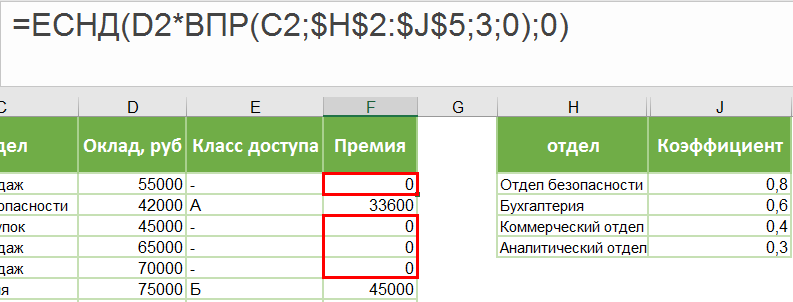 =ЕСНД(D2*ВПР(C2;$H$2:$J$5;3;0);0)
C D E F G H J
дел Оклад, руб Класс доступа Премия отдел Коэффициент
даж 55000 - 0 Отдел безопасности 0,8
опасности 42000 А 33600 Бухгалтерия 0,6
упок 45000 - 0 Коммерческий отдел 0,4
даж 65000 - 0 Аналитический отдел 0,3
даж 70000 - 0
ия 75000 Б 45000